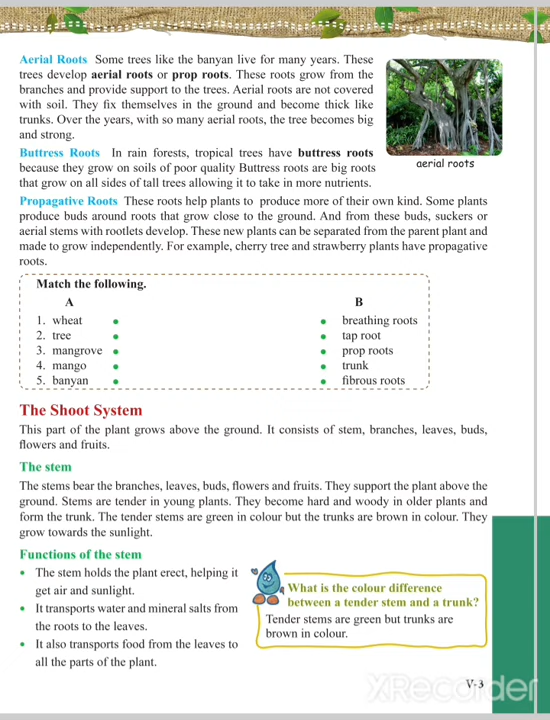 Aerial Roots Some trees like the banyan live for many years. These
trees develop aerial roots or prop roots. These roots grow from the
branches and provide support to the trees. Aerial roots are not covered
with soil. They fix themselves in the ground and become thick like
trunks. Over the years, with so many aerial roots, the tree becomes big
and strong.
aerial roots
Buttress Roots In rain forests, tropical trees have buttress roots
because they grow on soils of poor quality Buttress roots are big roots
that grow on all sides of tall trees allowing it to take in more nutrients.
Propagative Roots These roots help plants to produce more of their own kind. Some plants
produce buds around roots that grow close to the ground. And from these buds, suckers or
aerial stems with rootlets develop. These new plants can be separated from the parent plant and
made to grow independently. For example, cherry tree and strawberry plants have propagative
roots.
Match the following.
A B
1. wheat • • breathing roots
2. tree • • tap root
3. mangrove • • prop roots
4. mango • • trunk
5. banyan • • fibrous roots
The Shoot System
This part of the plant grows above the ground. It consists of stem, branches, leaves, buds,
flowers and fruits.
The stem
The stems bear the branches, leaves, buds, flowers and fruits. They support the plant above the
ground. Stems are tender in young plants. They become hard and woody in older plants and
form the trunk. The tender stems are green in colour but the trunks are brown in colour. They
grow towards the sunlight.
Functions of the stem
• The stem holds the plant erect, helping it
get air and sunlight.
• It transports water and mineral salts from
the roots to the leaves.
• It also transports food from the leaves to
all the parts of the plant.
What is the colour difference
between a tender stem and a trunk?
Tender stems are green but trunks are
brown in colour.
V-3
XRecorder